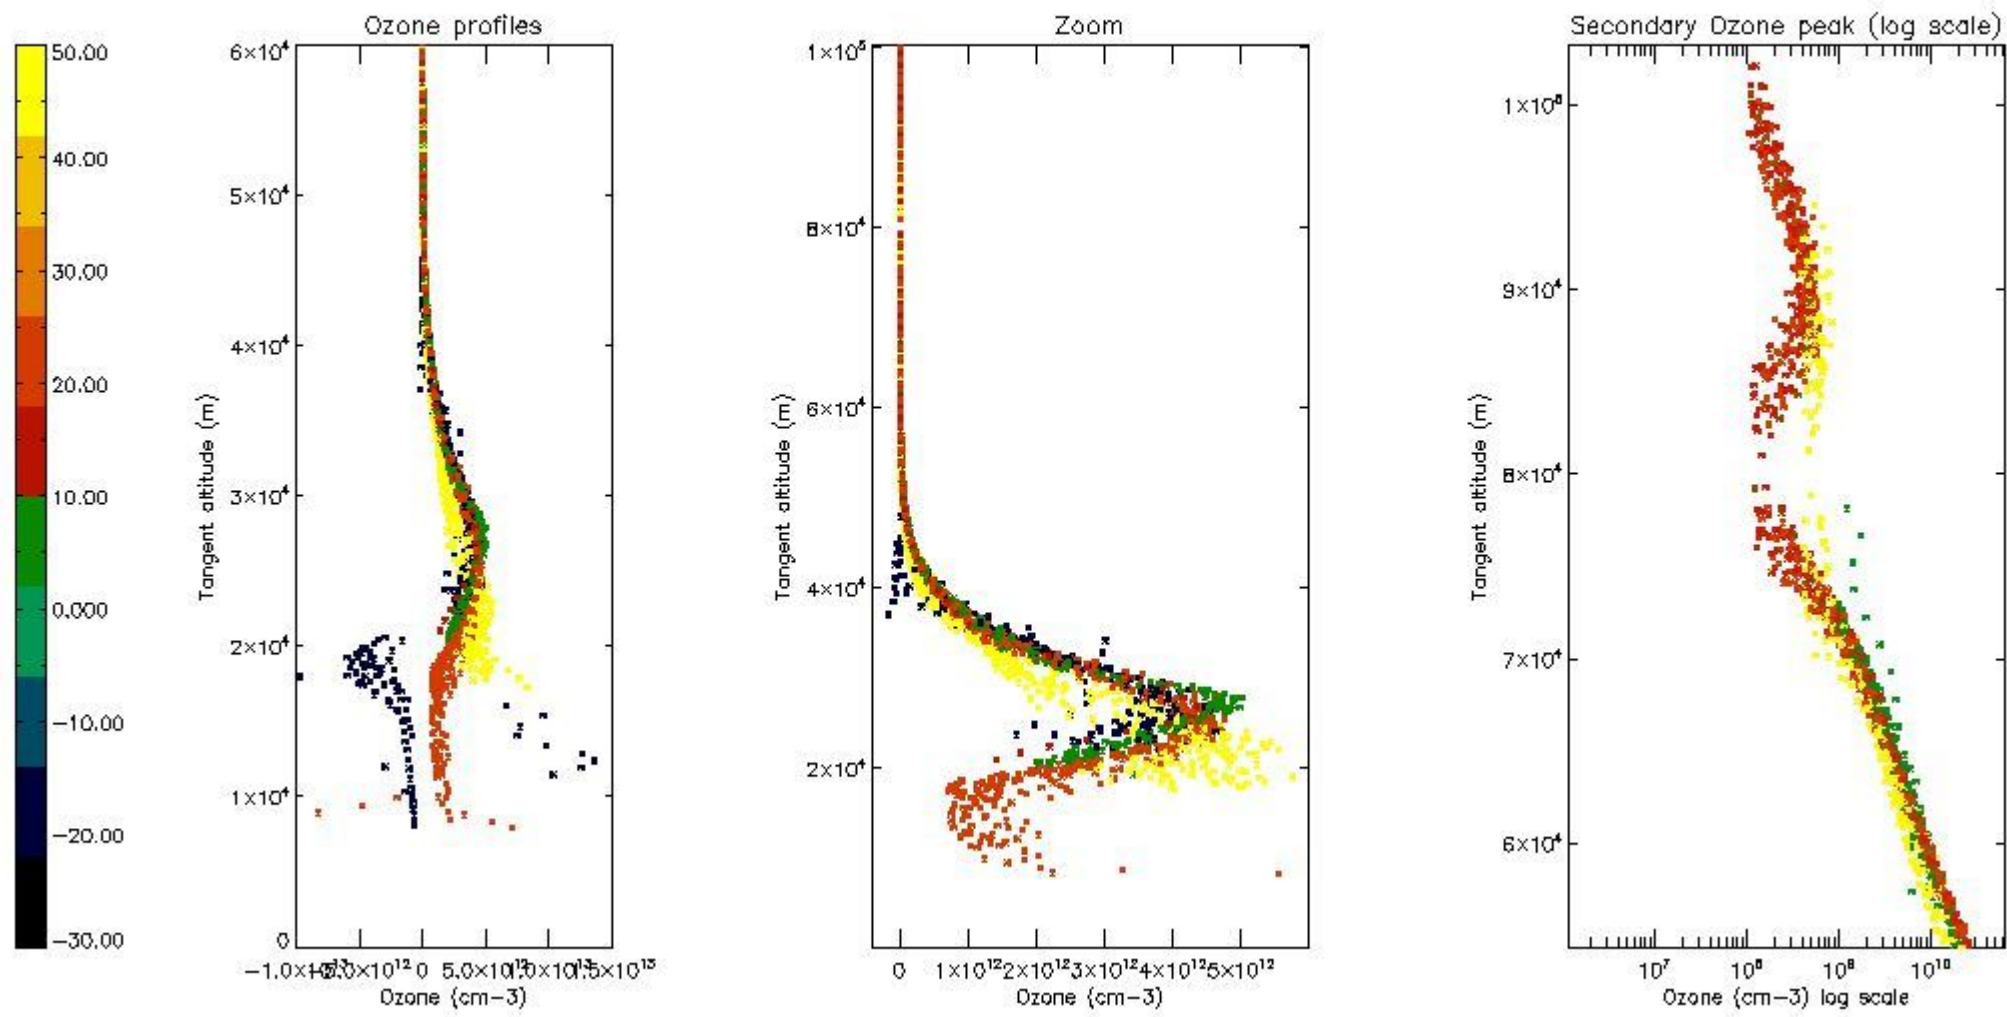 50.00
40.00
30.00
20.00
10.00
0.000
-10.00
-20.00
-30.00
Ozone profiles
6×10⁴
5×10⁴
4×10⁴
3×10⁴
2×10⁴
1×10⁴
0
Tangent altitude (m)
0
5.0×10¹²
1.5×10¹³
Ozone (cm-3)
Zoom
1×10⁵
8×10⁴
6×10⁴
4×10⁴
2×10⁴
Tangent altitude (m)
0 1×10¹² 2×10¹² 3×10¹² 4×10¹² 5×10¹²
Ozone (cm-3)
Secondary Ozone peak (log scale)
9×10⁴
8×10⁴
7×10⁴
6×10⁴
Tangent altitude (m)
10⁷ 10⁸ 10⁹ 10¹⁰
Ozone (cm-3) log scale